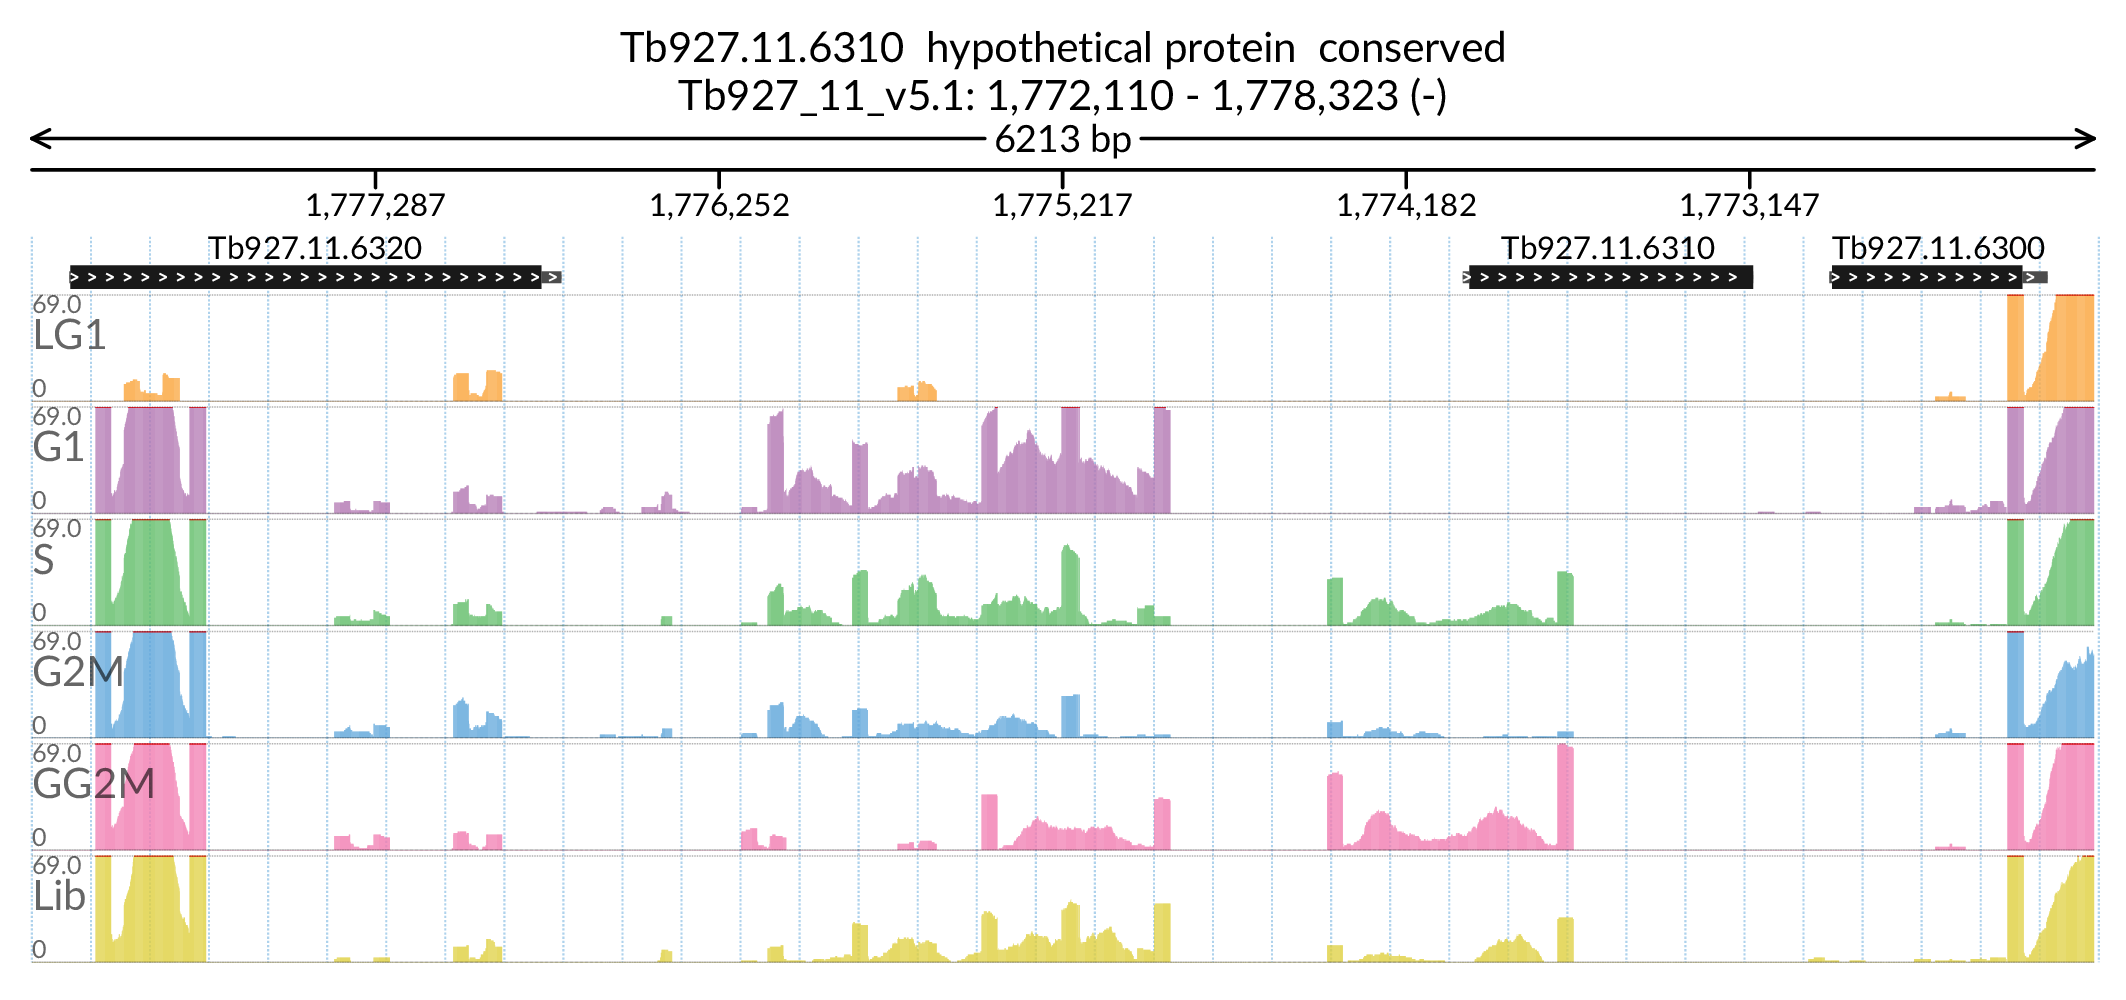 Tb927.11.6310  hypothetical protein  conserved
Tb927_11_v5.1: 1,772,110 - 1,778,323 (-)
6213 bp
1,777,287 1,776,252 1,775,217 1,774,182 1,773,147
Tb927.11.6320 Tb927.11.6310 Tb927.11.6300
69.0
LG1
0
69.0
G1
0
69.0
S
0
69.0
G2M
0
69.0
GG2M
0
69.0
Lib
0